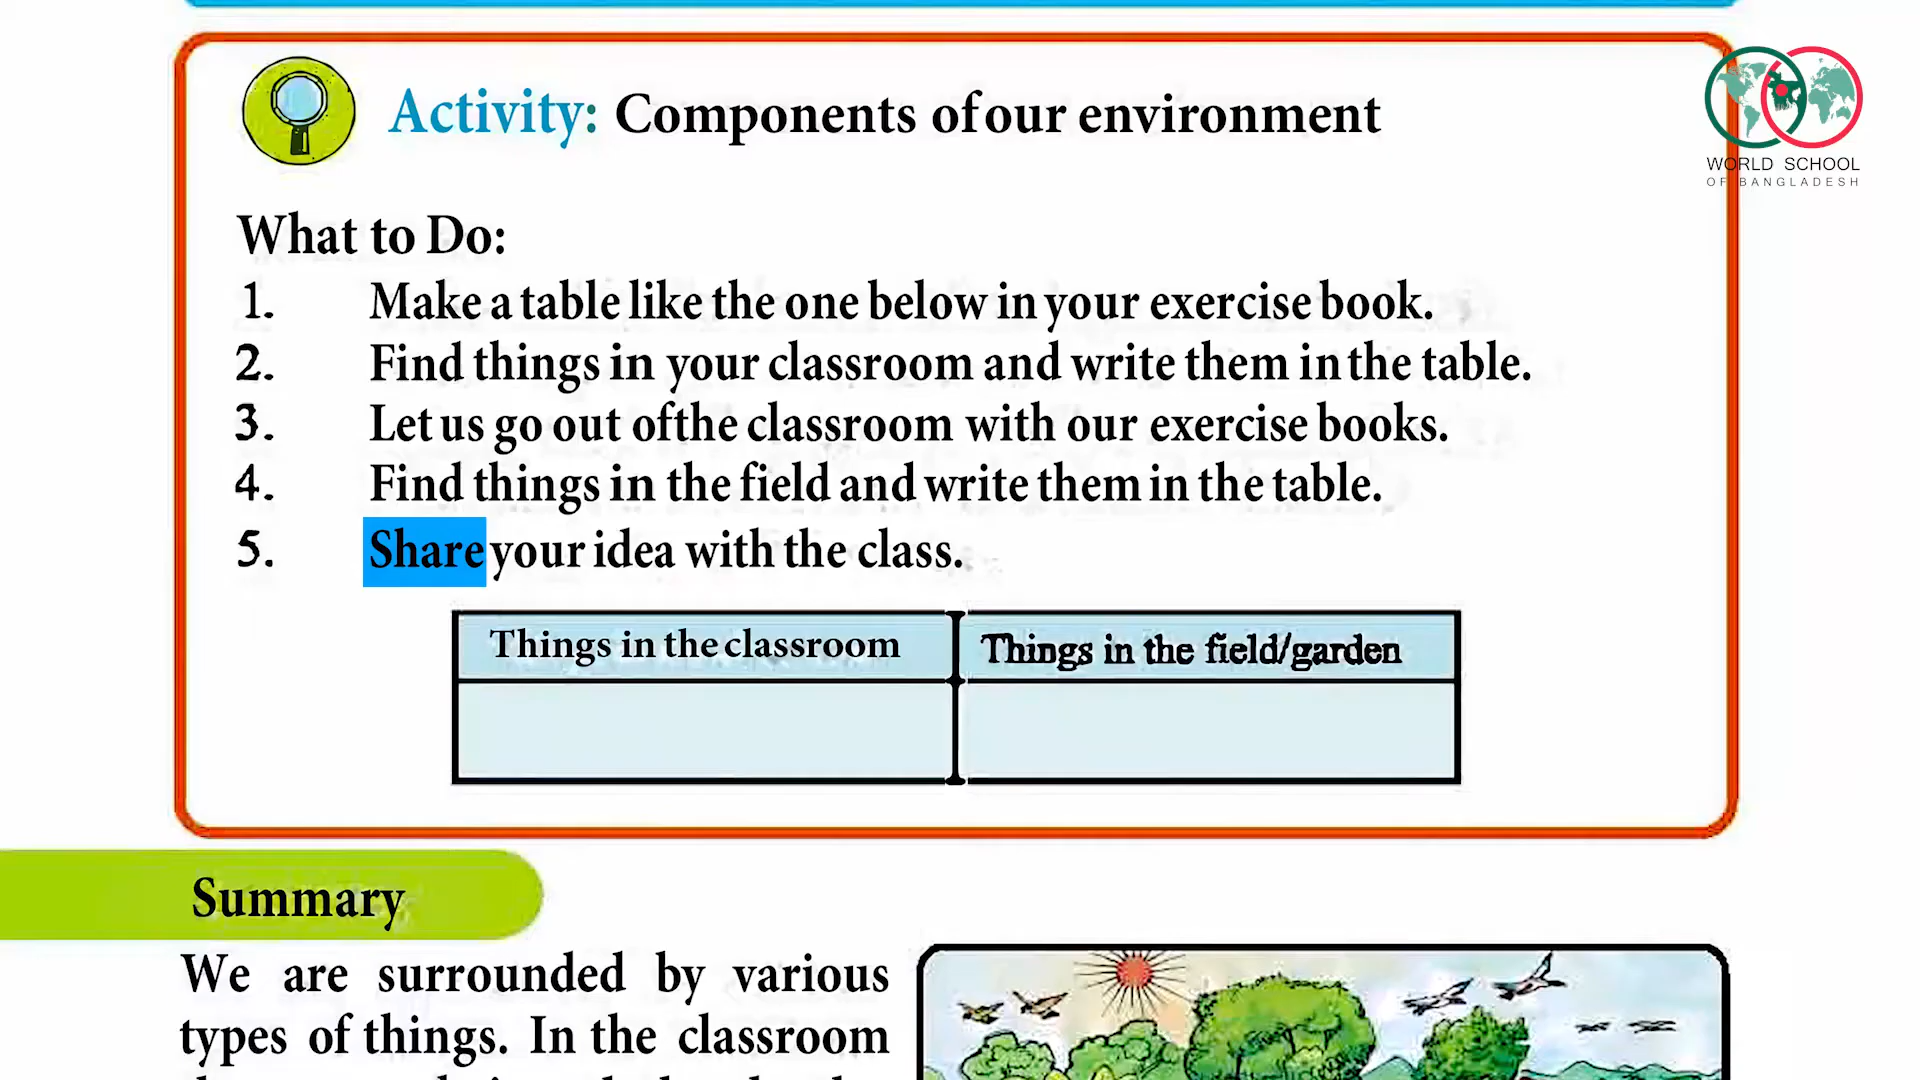 Activity: Components of our environment
WORLD SCHOOL
OF BANGLADESH
What to Do:
1. Make a table like the one below in your exercise book.
2. Find things in your classroom and write them in the table.
3. Let us go out of the classroom with our exercise books.
4. Find things in the field and write them in the table.
5. Share your idea with the class.
Things in the classroom Things in the field/garden
Summary
We are surrounded by various
types of things. In the classroom